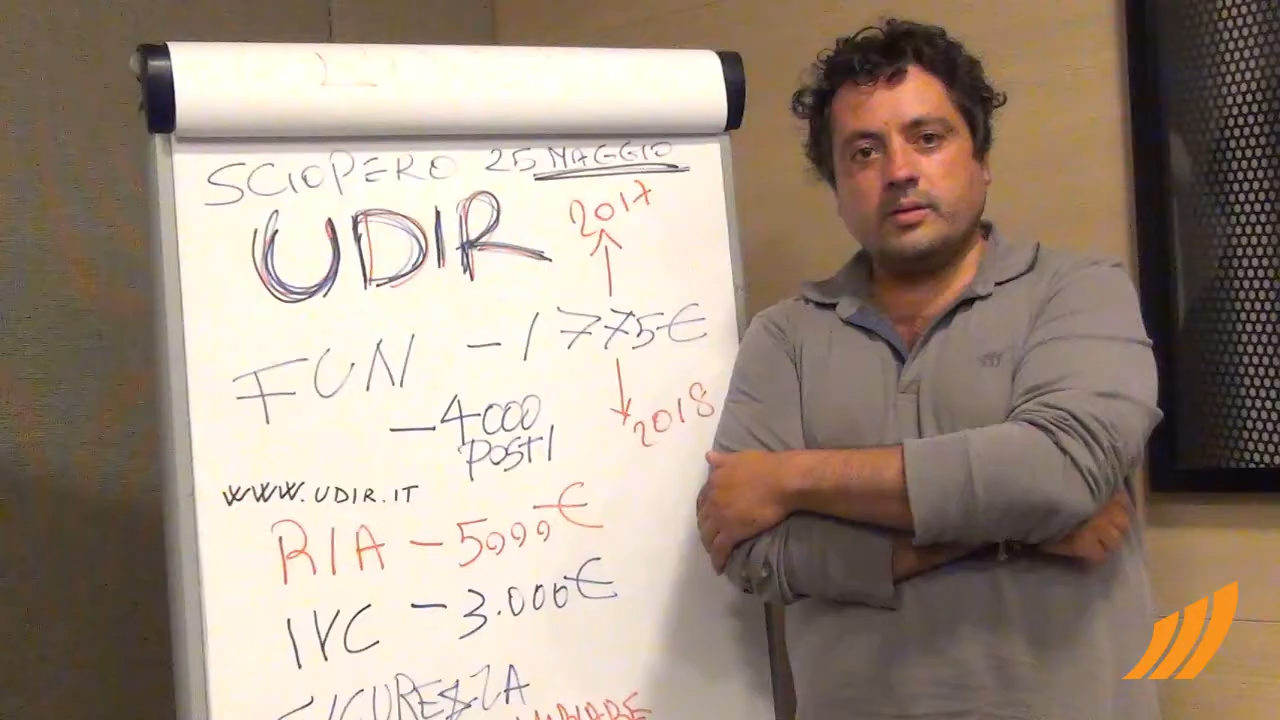 SCIOPERO 25 MAGGIO
UDIR
2017
FUN -1775€
2018
-4000
POSTI
WWW.UDIR.IT
RIA -5000€
IVC -3.000€
SICUREZZA